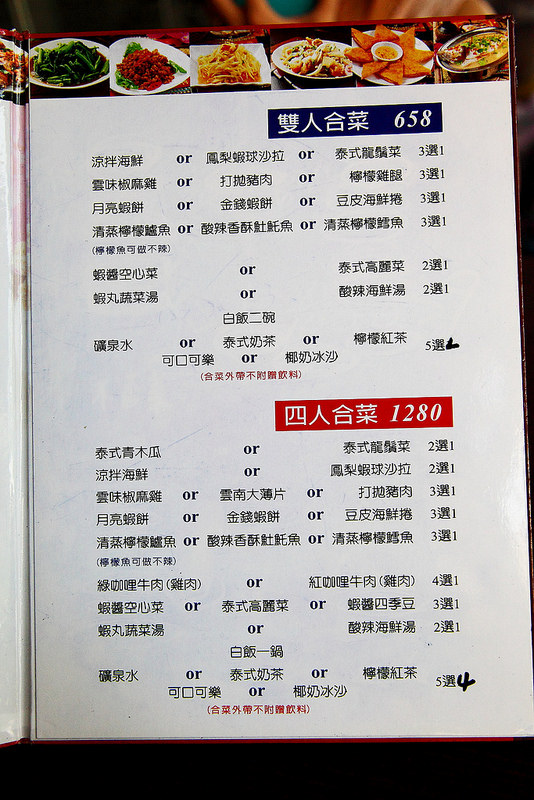 雙人合菜 658
涼拌海鮮 or 鳳梨蝦球沙拉 or 泰式龍鬚菜 3選1
雲味椒麻雞 or 打拋豬肉 or 檸檬雞腿 3選1
月亮蝦餅 or 金錢蝦餅 or 豆皮海鮮捲 3選1
清蒸檸檬鱸魚 or 酸辣香酥魠魠魚 or 清蒸檸檬鱈魚 3選1
(檸檬魚可做不辣)
蝦醬空心菜 or 泰式高麗菜 2選1
蝦丸蔬菜湯 or 酸辣海鮮湯 2選1
白飯二碗
礦泉水 or 泰式奶茶 or 檸檬紅茶 5選2
可口可樂 or 椰奶冰沙
(合菜外帶不附贈飲料)
四人合菜 1280
泰式青木瓜 or 泰式龍鬚菜 2選1
涼拌海鮮 or 鳳梨蝦球沙拉 2選1
雲味椒麻雞 or 雲南大薄片 or 打拋豬肉 3選1
月亮蝦餅 or 金錢蝦餅 or 豆皮海鮮捲 3選1
清蒸檸檬鱸魚 or 酸辣香酥𩵚魠魚 or 清蒸檸檬鱈魚 3選1
(檸檬魚可做不辣)
綠咖哩牛肉(雞肉) or 紅咖哩牛肉(雞肉) 4選1
蝦醬空心菜 or 泰式高麗菜 or 蝦醬四季豆 3選1
蝦丸蔬菜湯 or 酸辣海鮮湯 2選1
白飯一鍋
礦泉水 or 泰式奶茶 or 檸檬紅茶 5選4
可口可樂 or 椰奶冰沙
(合菜外帶不附贈飲料)